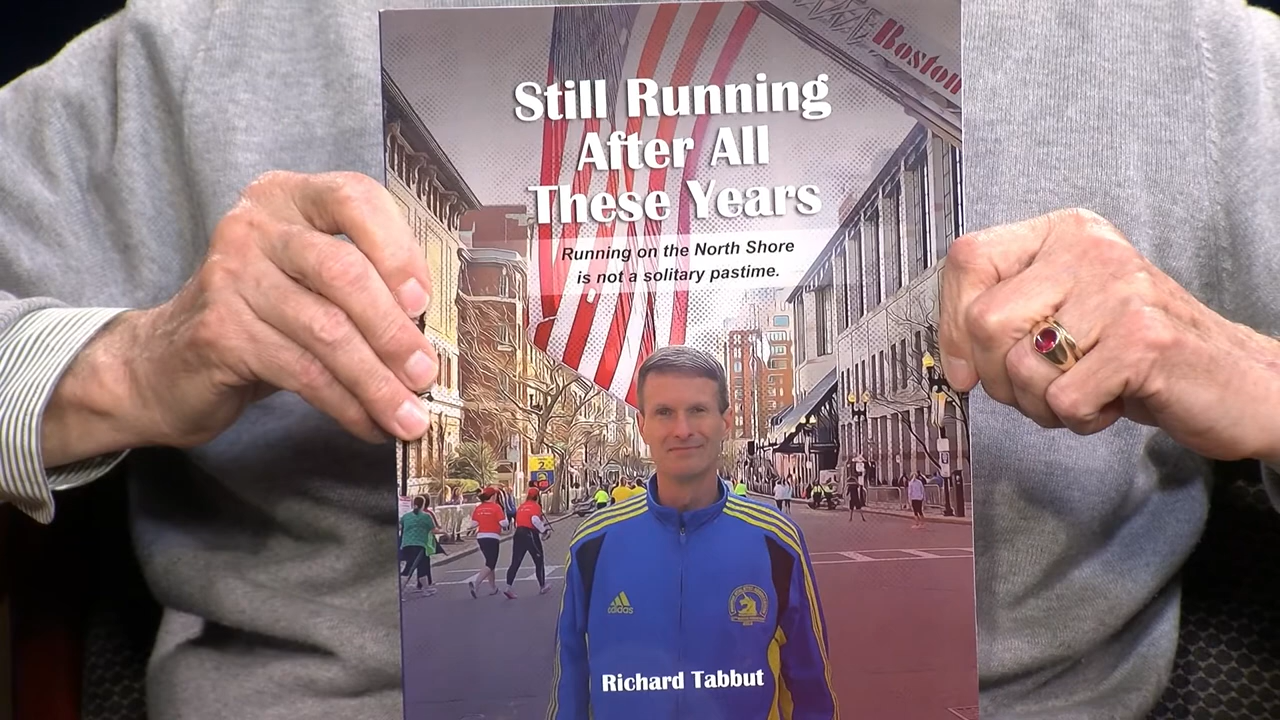 Boston
Still Running
After All
These Years
Running on the North Shore
is not a solitary pastime.
2
adidas
Richard Tabbut